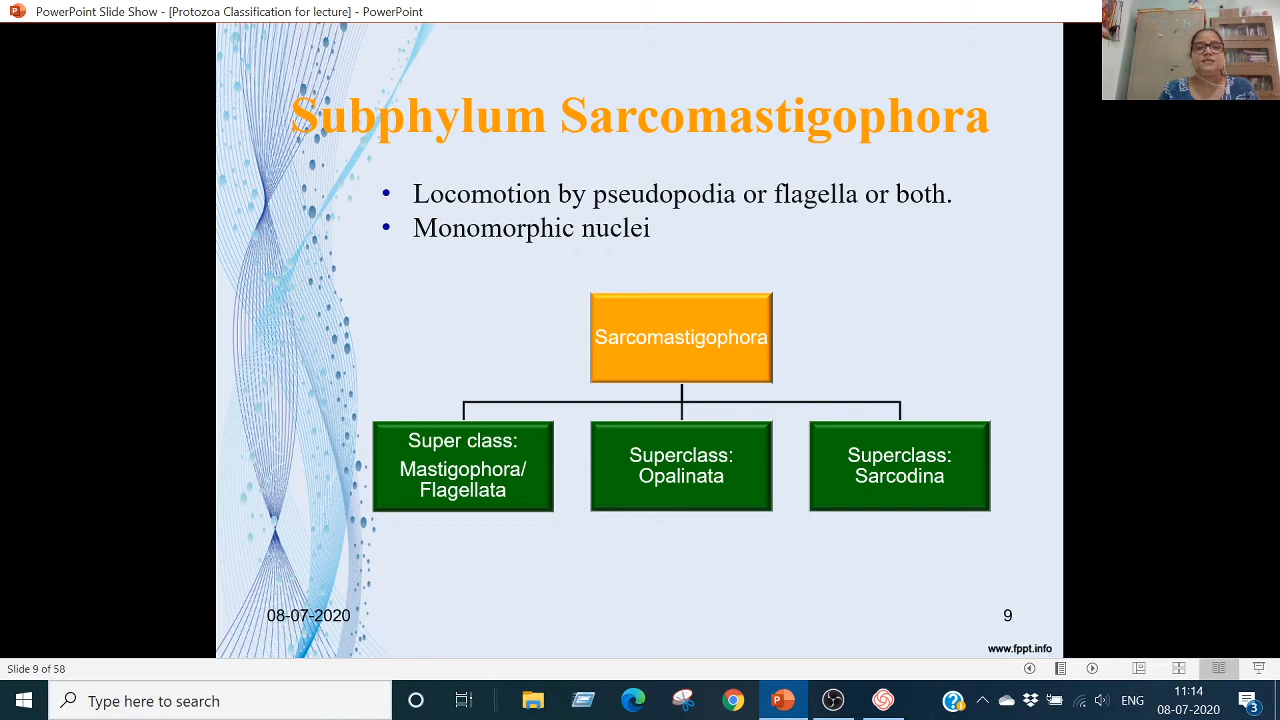 PowerPoint Slide Show - [Protozoa Classification for lecture] - PowerPoint
Subphylum Sarcomastigophora
• Locomotion by pseudopodia or flagella or both.
• Monomorphic nuclei
Sarcomastigophora
Super class:
Mastigophora/
Flagellata
Superclass:
Opalinata
Superclass:
Sarcodina
08-07-2020
9
www.fppt.info
Slide 9 of 58
Type here to search
ENG
11:14
08-07-2020
3